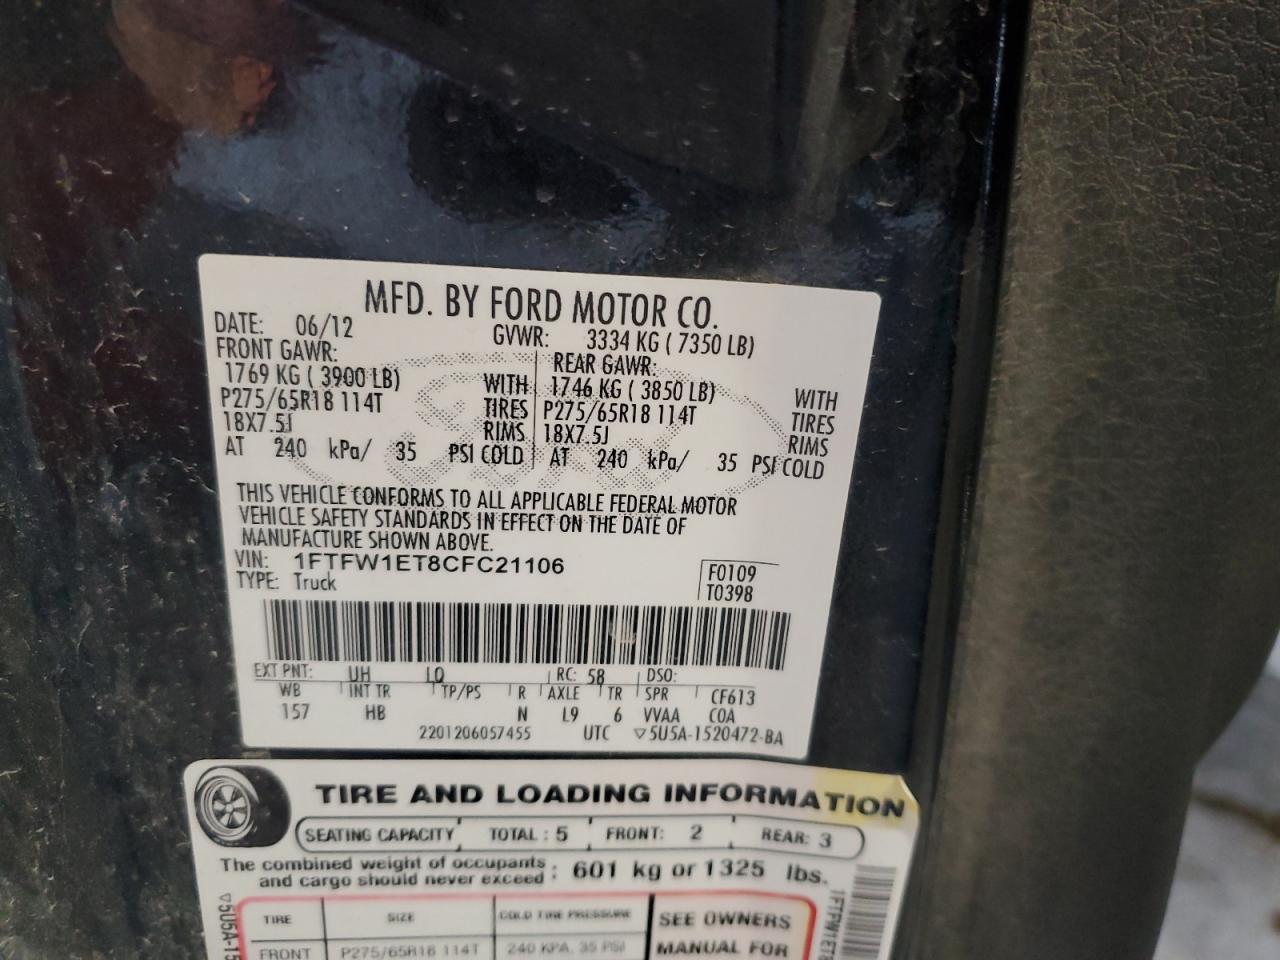 MFD. BY FORD MOTOR CO.
DATE: 06/12 GVWR: 3334 KG ( 7350 LB)
FRONT GAWR: REAR GAWR:
1769 KG ( 3900 LB) WITH 1746 KG ( 3850 LB) WITH
P275/65R18 114T TIRES P275/65R18 114T TIRES
18X7.5J RIMS 18X7.5J RIMS
AT 240 kPa/ 35 PSI COLD AT 240 kPa/ 35 PSI COLD
THIS VEHICLE CONFORMS TO ALL APPLICABLE FEDERAL MOTOR
VEHICLE SAFETY STANDARDS IN EFFECT ON THE DATE OF
MANUFACTURE SHOWN ABOVE.
VIN: 1FTFW1ET8CFC21106 F0109
TYPE: Truck T0398
EXT PNT: UH LQ RC: 58 DSO:
WB INT TR TP/PS R AXLE TR SPR CF613
157 HB N L9 6 VVAA COA
2201206057455 UTC ▽5U5A-1520472-BA
TIRE AND LOADING INFORMATION
SEATING CAPACITY TOTAL : 5 FRONT: 2 REAR: 3
The combined weight of occupants
and cargo should never exceed : 601 kg or 1325 lbs.
TIRE SIZE COLD TIRE PRESSURE SEE OWNERS
FRONT P275/65R18 114T 240 KPA, 35 PSI MANUAL FOR
▽5U5A-15